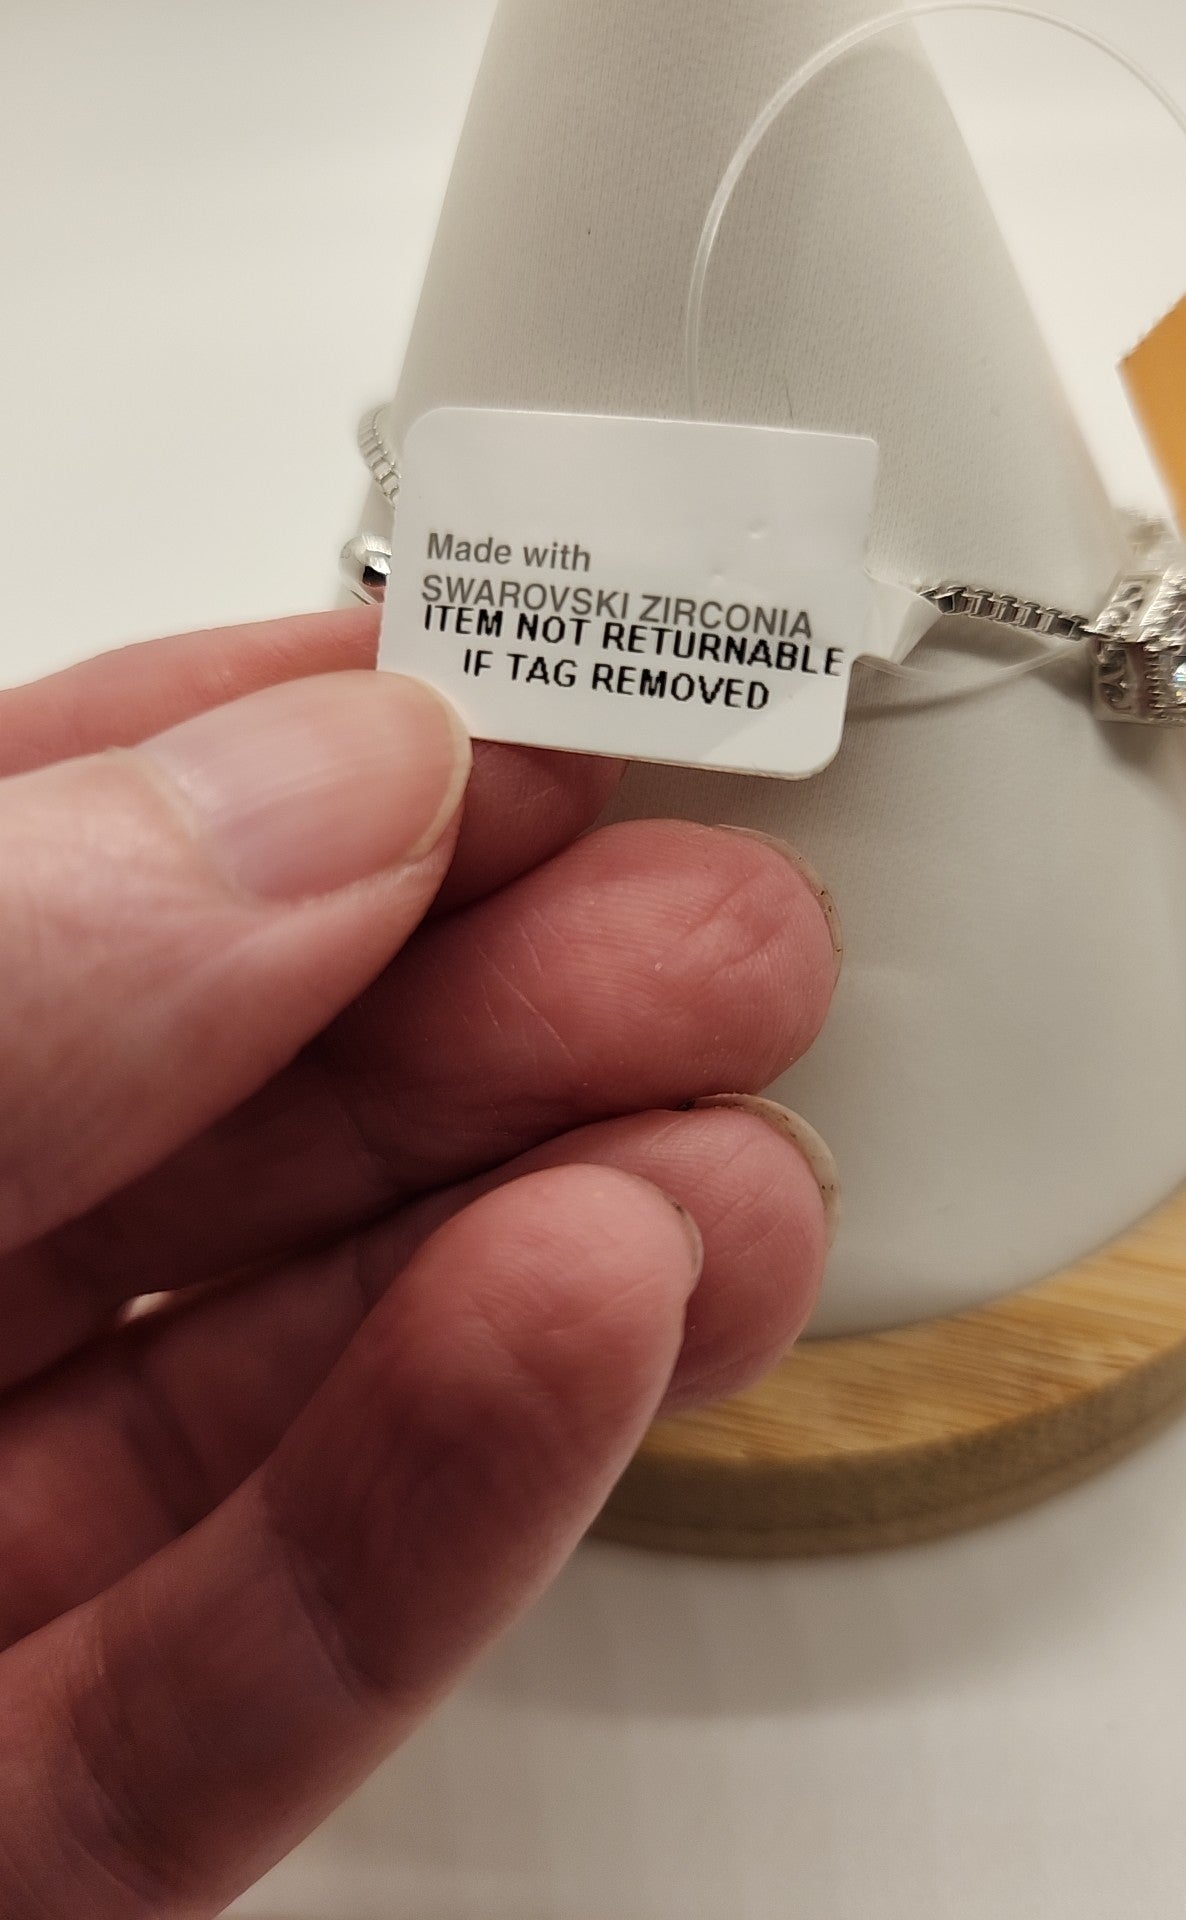 Made with
SWAROVSKI ZIRCONIA
ITEM NOT RETURNABLE
IF TAG REMOVED